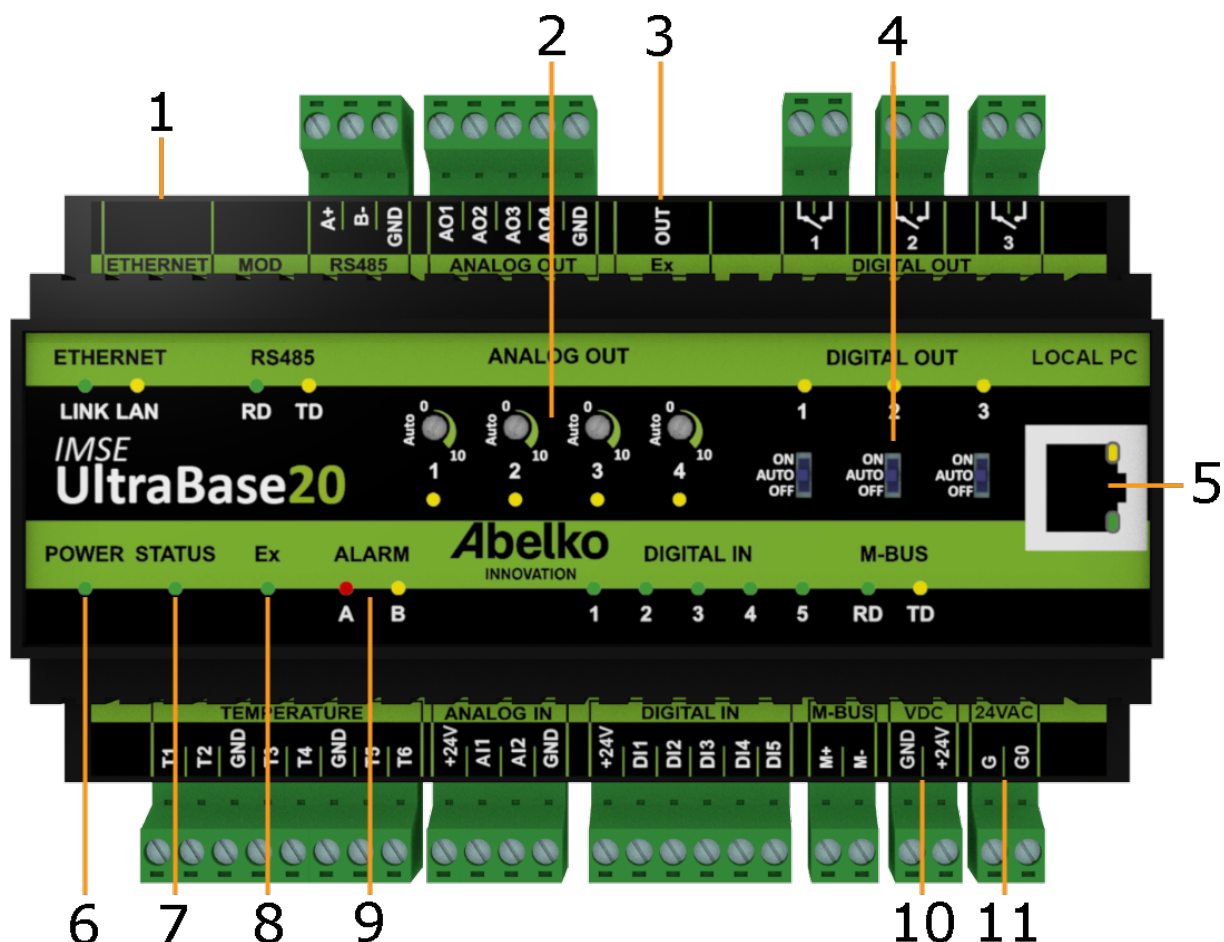 1 2 3 4
A+ B- GND AO1 AO2 AO3 AO4 GND OUT 1 2 3
ETHERNET MOD RS485 ANALOG OUT Ex DIGITAL OUT
ETHERNET RS485 ANALOG OUT DIGITAL OUT LOCAL PC
LINK LAN RD TD 1 2 3
Auto 0 10 Auto 0 10 Auto 0 10 Auto 0 10
1 2 3 4
ON AUTO OFF ON AUTO OFF ON AUTO OFF
IMSE
UltraBase20
5
POWER STATUS Ex ALARM Abelko DIGITAL IN M-BUS
INNOVATION
A B 1 2 3 4 5 RD TD
TEMPERATURE ANALOG IN DIGITAL IN M-BUS VDC 24VAC
T1 T2 GND T3 T4 GND T5 T6 +24V AI1 AI2 GND +24V DI1 DI2 DI3 DI4 DI5 M+ M- GND +24V G G0
6 7 8 9 10 11